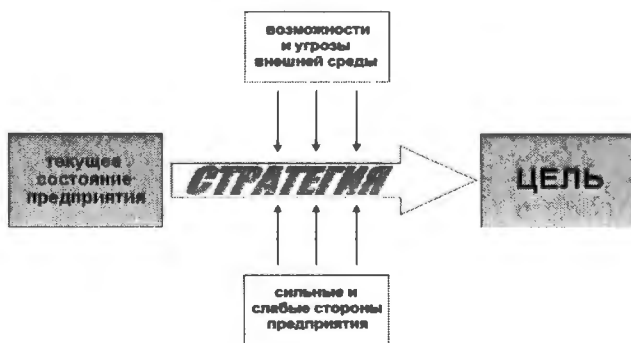 возможности
и угрозы
внешней среды
текущее
состояние
предприятия
СТРАТЕГИЯ
ЦЕЛЬ
сильные и
слабые стороны
предприятия